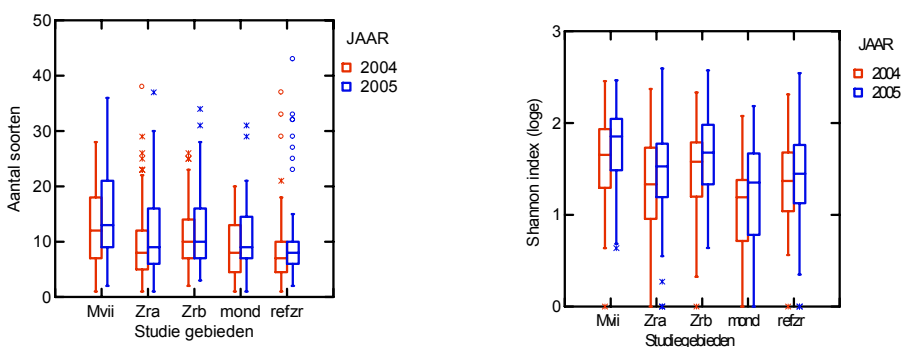 50
40
30
20
10
0
Aantal soorten
Mvii Zra Zrb mond refzr
Studie gebieden
JAAR
2004
2005
3
2
1
0
Shannon index (loge)
Mvii Zra Zrb mond refzr
Studiegebieden
JAAR
2004
2005